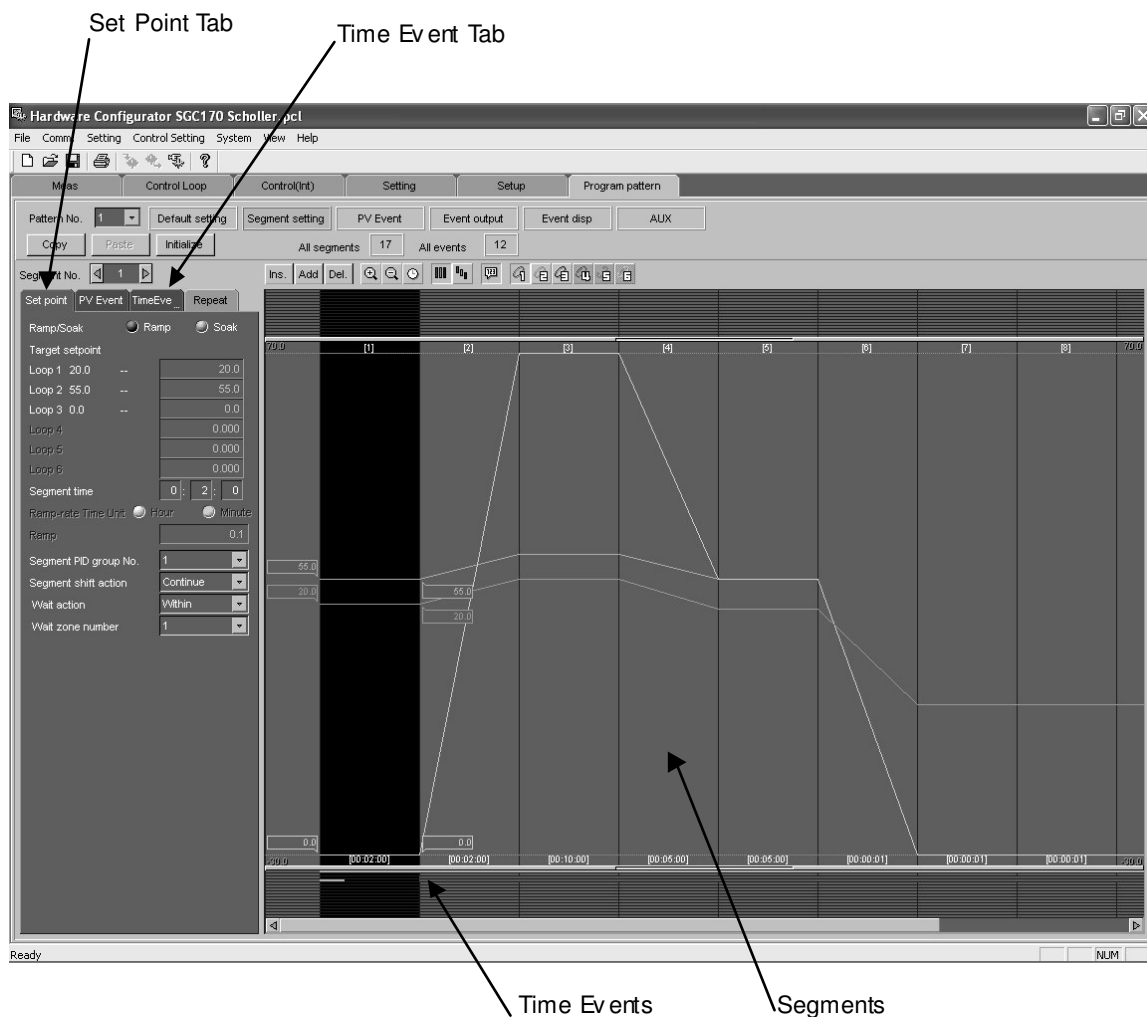 Set Point Tab
Time Event Tab
Hardware Configurator SGC170 Scholler.pcl
File Comm. Setting Control Setting System View Help
Meas Control Loop Control(Int) Setting Setup Program pattern
Pattern No. 1 Default setting Segment setting PV Event Event output Event disp AUX
Copy Paste Initialize All segments 17 All events 12
Segment No. 1 Ins. Add Del.
Set point PV Event TimeEve... Repeat
Ramp/Soak Ramp Soak
Target setpoint
Loop 1 20.0 -- 20.0
Loop 2 55.0 -- 55.0
Loop 3 0.0 -- 0.0
Loop 4 0.000
Loop 5 0.000
Loop 6 0.000
Segment time 0 : 2 : 0
Ramp-rate Time Unit Hour Minute
Ramp 0.1
Segment PID group No. 1
Segment shift action Continue
Wait action Within
Wait zone number 1
70.0 [1] [2] [3] [4] [5] [6] [7] [8] 70.0
55.0
20.0
55.0
20.0
0.0 0.0
-30.0 [00:02:00] [00:02:00] [00:10:00] [00:05:00] [00:05:00] [00:00:01] [00:00:01] [00:00:01] -30.0
Ready NUM
Time Events
Segments